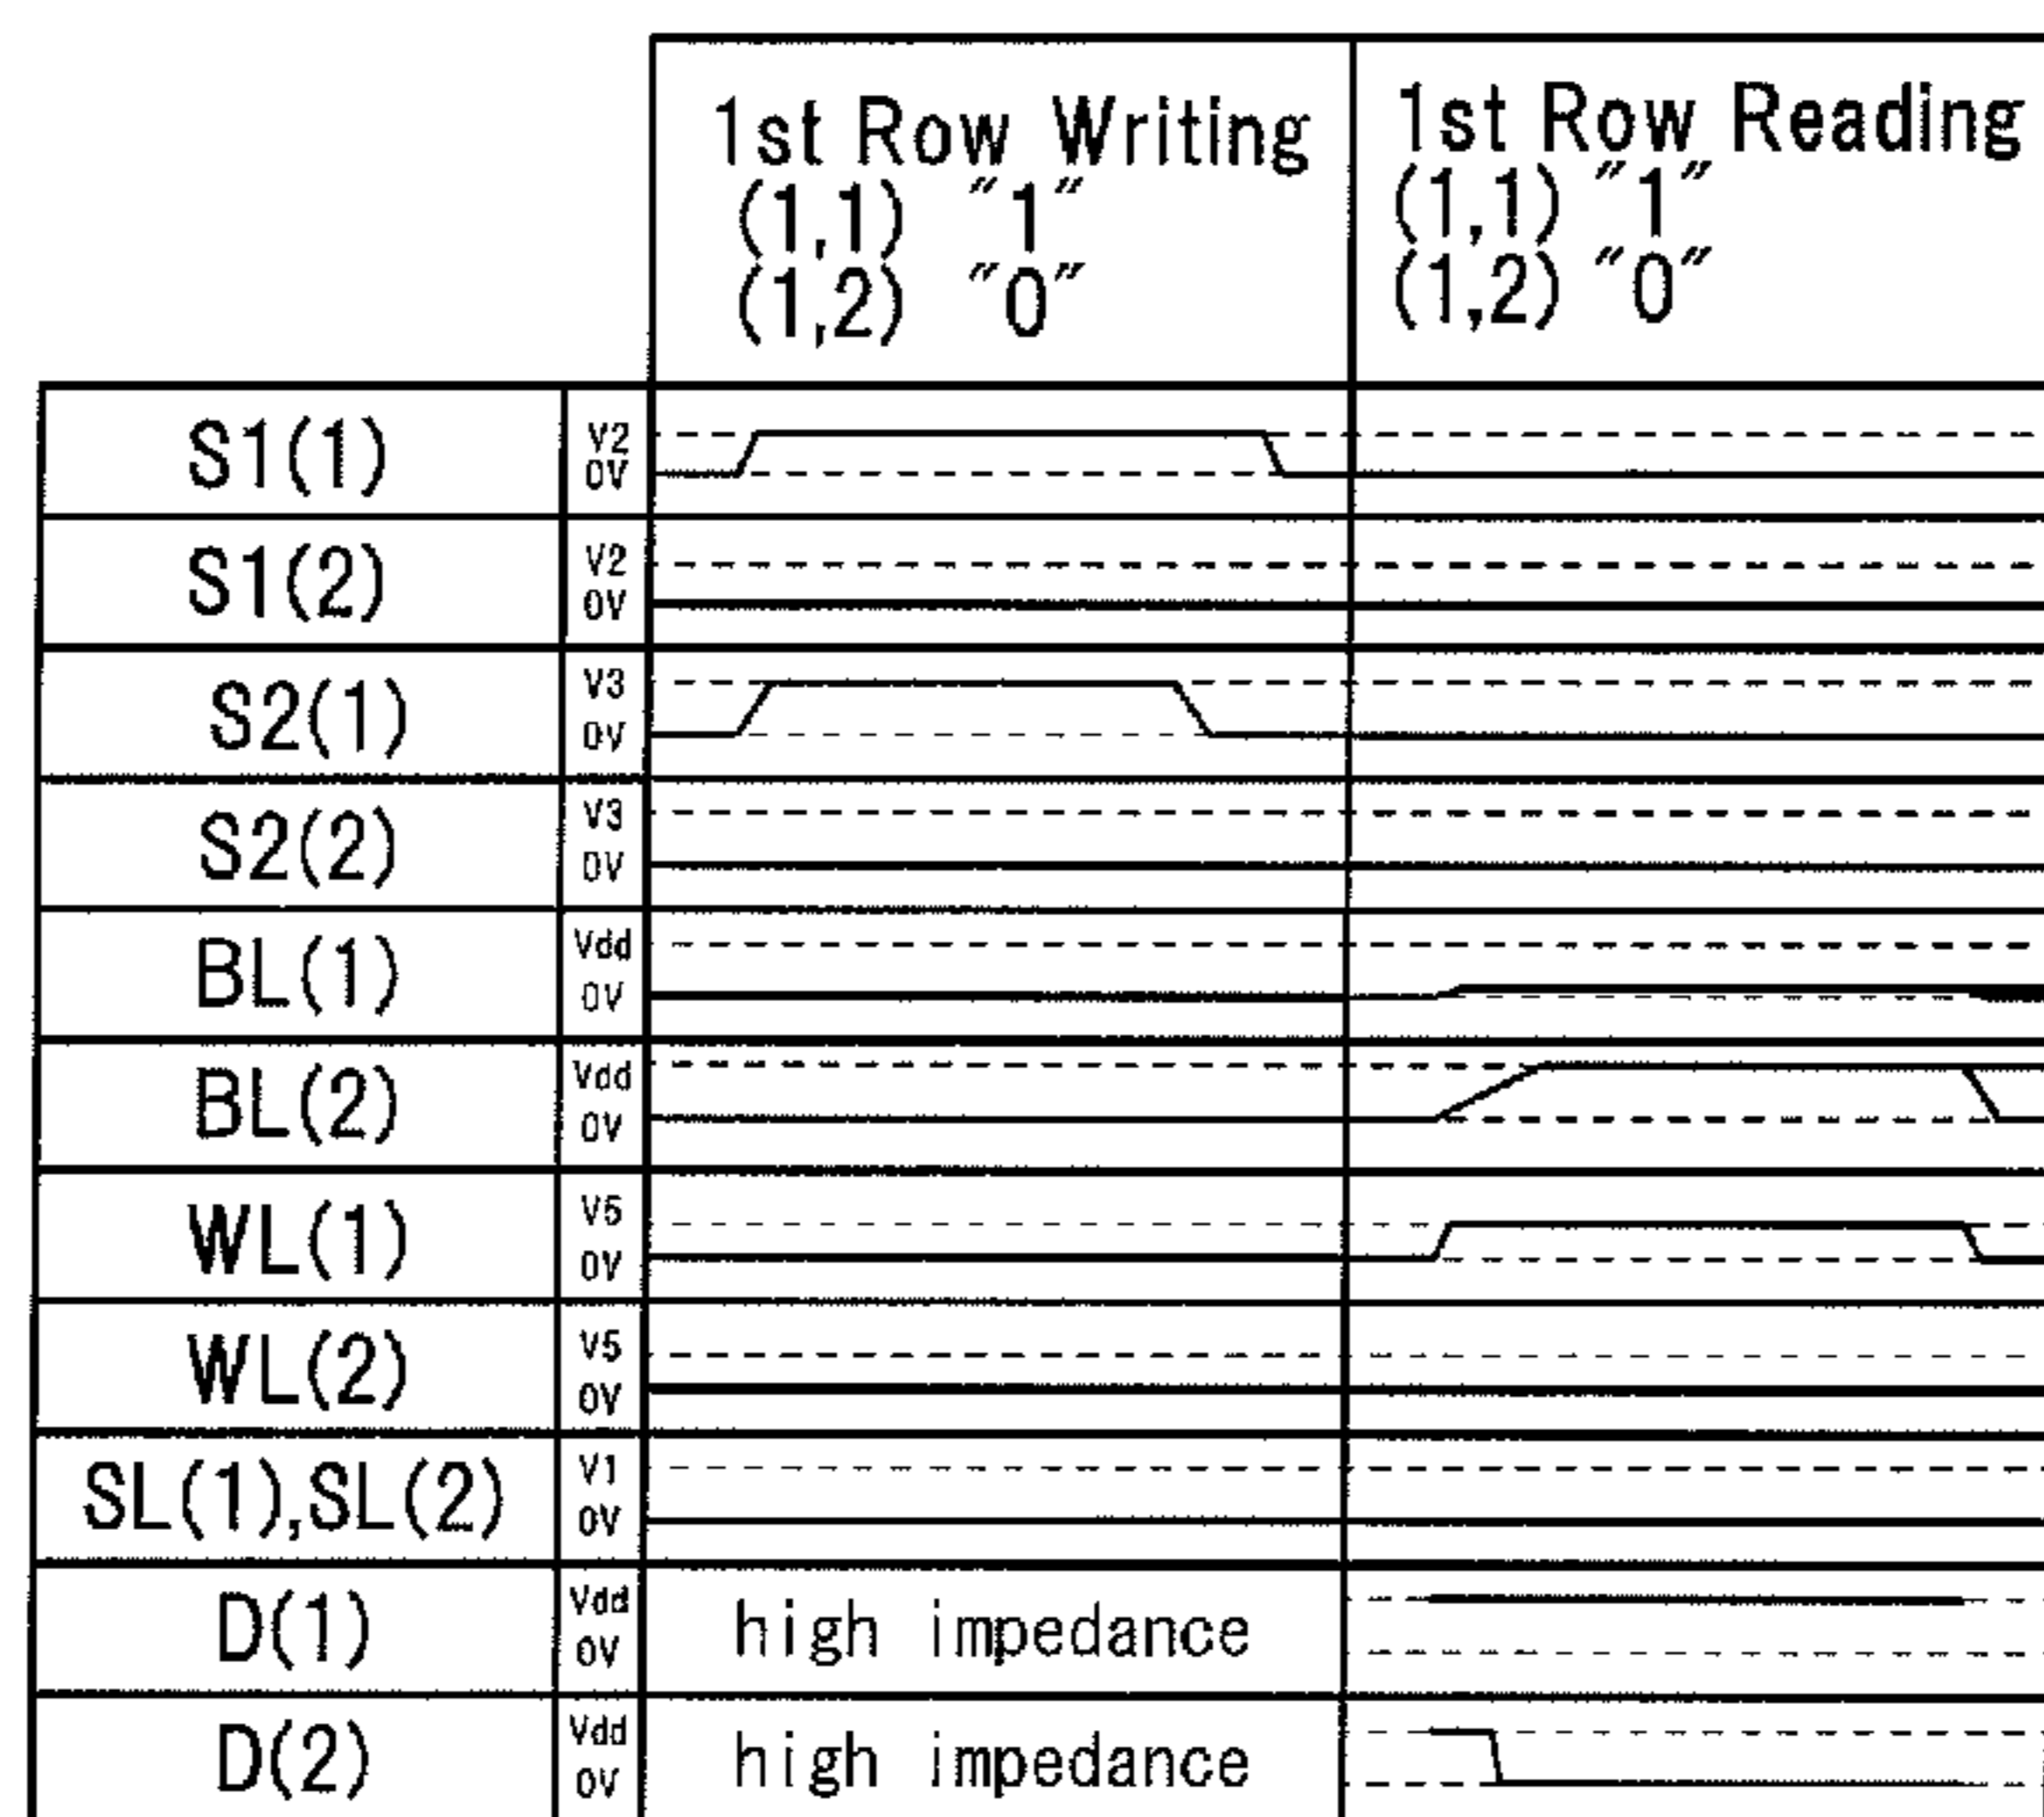 1st Row Writing
(1,1) "1"
(1,2) "0"
1st Row Reading
(1,1) "1"
(1,2) "0"
S1(1) V2
0V
S1(2) V2
0V
S2(1) V3
0V
S2(2) V3
0V
BL(1) Vdd
0V
BL(2) Vdd
0V
WL(1) V5
0V
WL(2) V5
0V
SL(1),SL(2) V1
0V
D(1) Vdd
0V
high impedance
D(2) Vdd
0V
high impedance